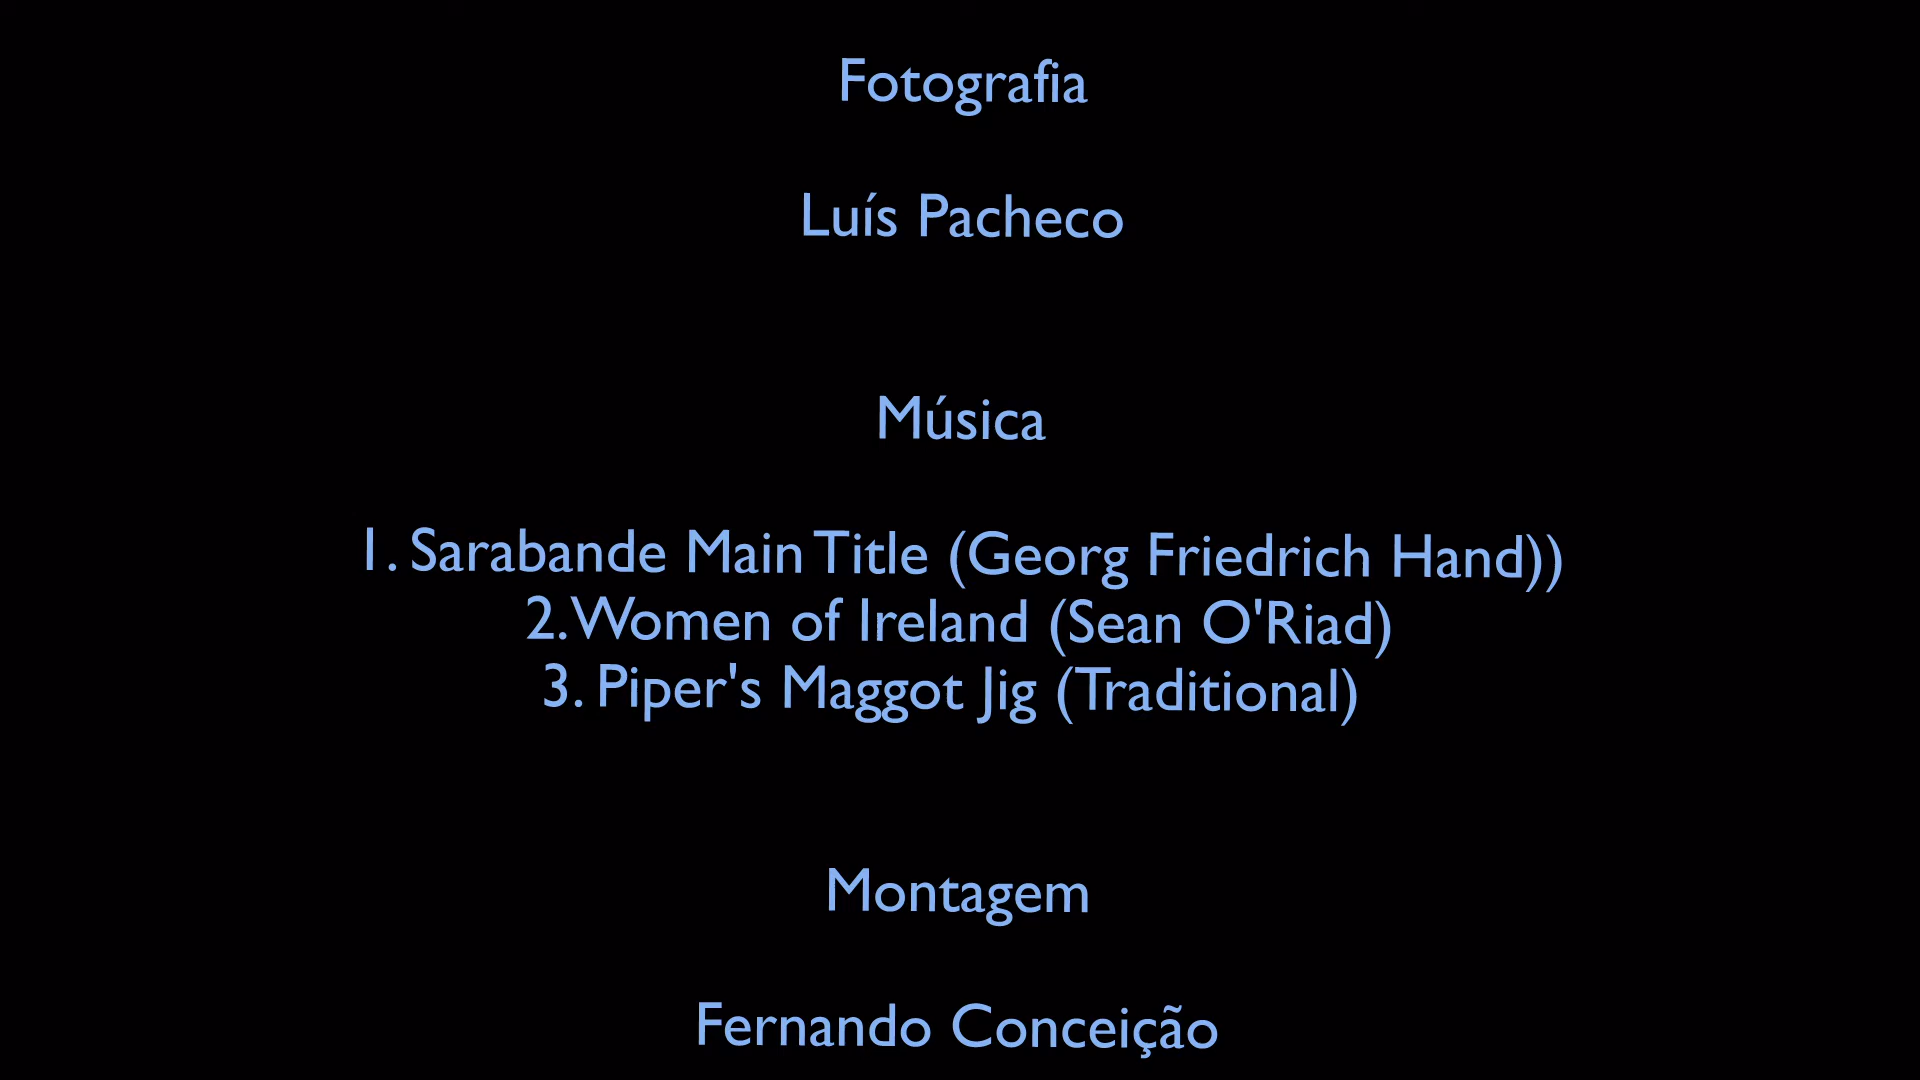 Fotografia
Luís Pacheco
Música
1. Sarabande Main Title (Georg Friedrich Hand))
2. Women of Ireland (Sean O'Riad)
3. Piper's Maggot Jig (Traditional)
Montagem
Fernando Conceição